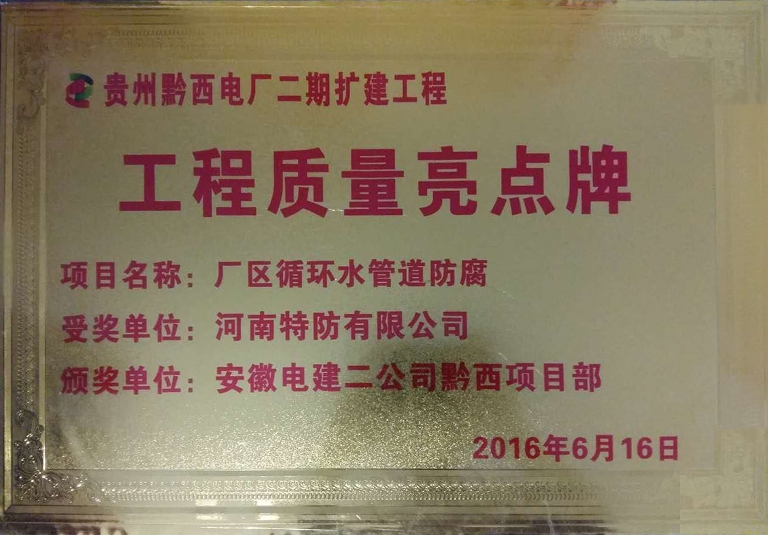 贵州黔西电厂二期扩建工程
工程质量亮点牌
项目名称：厂区循环水管道防腐
受奖单位：河南特防有限公司
颁奖单位：安徽电建二公司黔西项目部
2016年6月16日